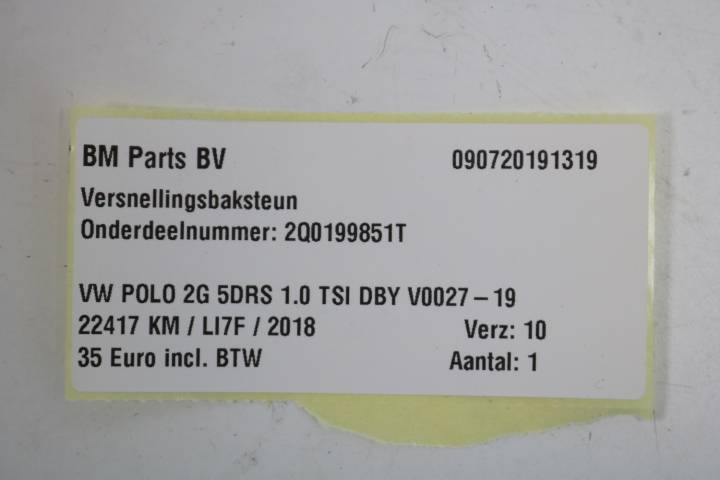 BM Parts BV 090720191319
Versnellingsbaksteun
Onderdeelnummer: 2Q0199851T
VW POLO 2G 5DRS 1.0 TSI DBY V0027-19
22417 KM / LI7F / 2018 Verz: 10
35 Euro incl. BTW Aantal: 1